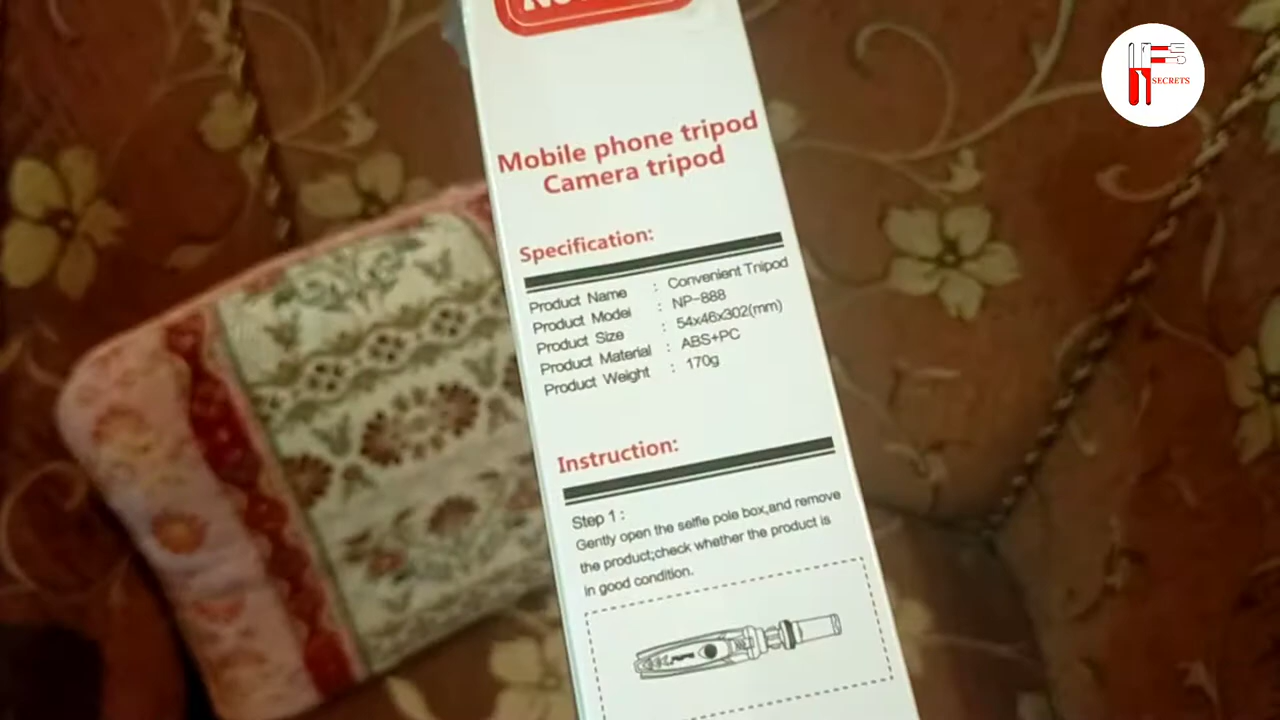 SECRETS
Mobile phone tripod
Camera tripod
Specification:
Product Name : Convenient Tripod
Product Model : NP-888
Product Size : 54x46x302(mm)
Product Material : ABS+PC
Product Weight : 170g
Instruction:
Step 1 :
Gently open the selfie pole box,and remove
the product;check whether the product is
in good condition.